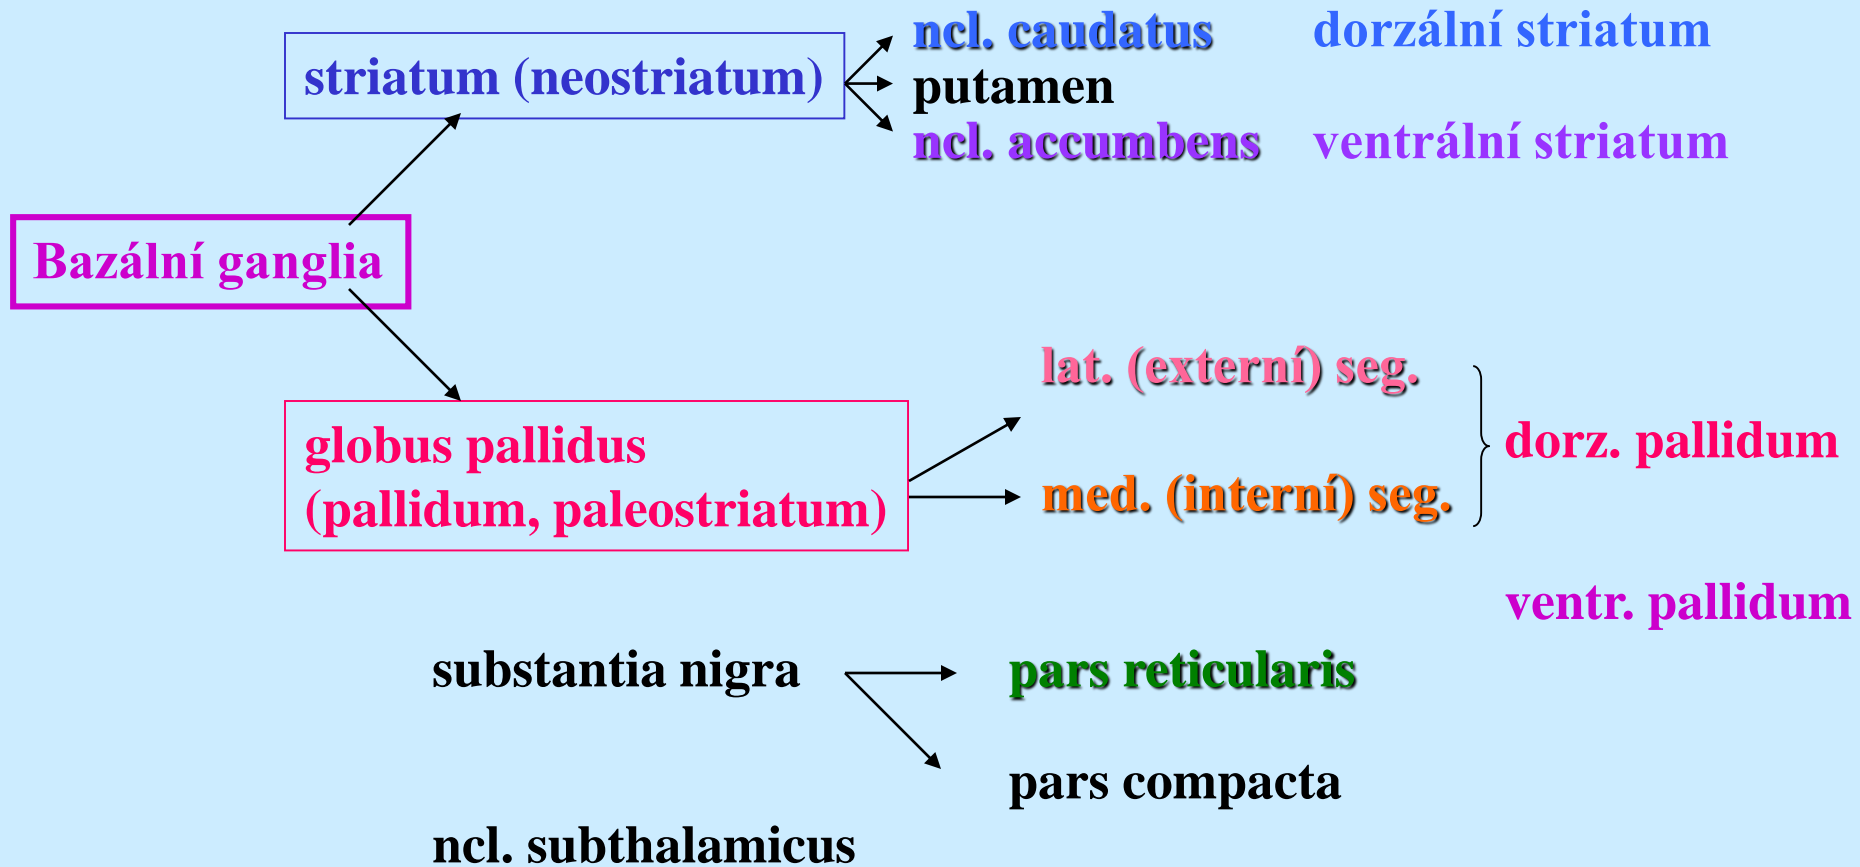 ncl. caudatus dorzální striatum
striatum (neostriatum)
putamen
ncl. accumbens ventrální striatum
Bazální ganglia
lat. (externí) seg.
globus pallidus
(pallidum, paleostriatum)
med. (interní) seg.
dorz. pallidum
ventr. pallidum
substantia nigra pars reticularis
pars compacta
ncl. subthalamicus